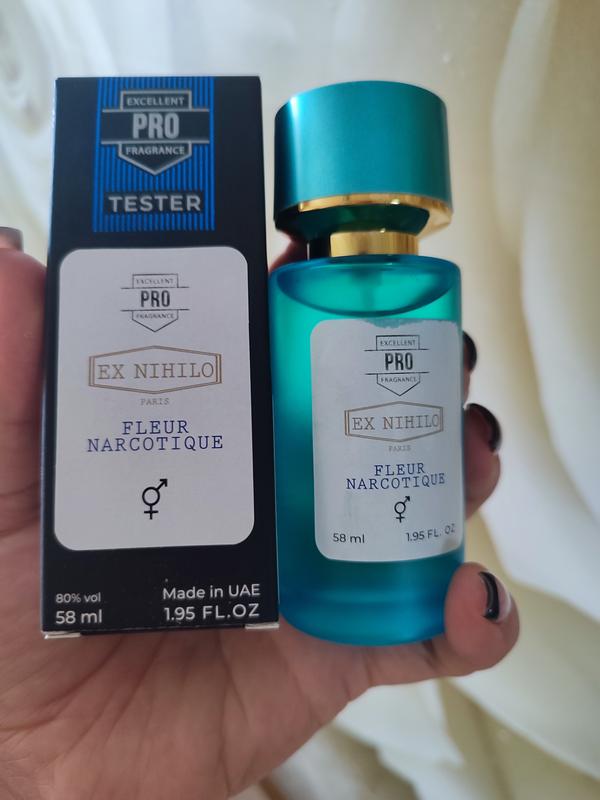 EXCELLENT
PRO
FRAGRANCE
TESTER
EXCELLENT
PRO
FRAGRANCE
EX NIHILO
PARIS
FLEUR
NARCOTIQUE
80% vol
58 ml
Made in UAE
1.95 FL.OZ
EXCELLENT
PRO
FRAGRANCE
EX NIHILO
PARIS
FLEUR
NARCOTIQUE
58 ml
1.95 FL. OZ